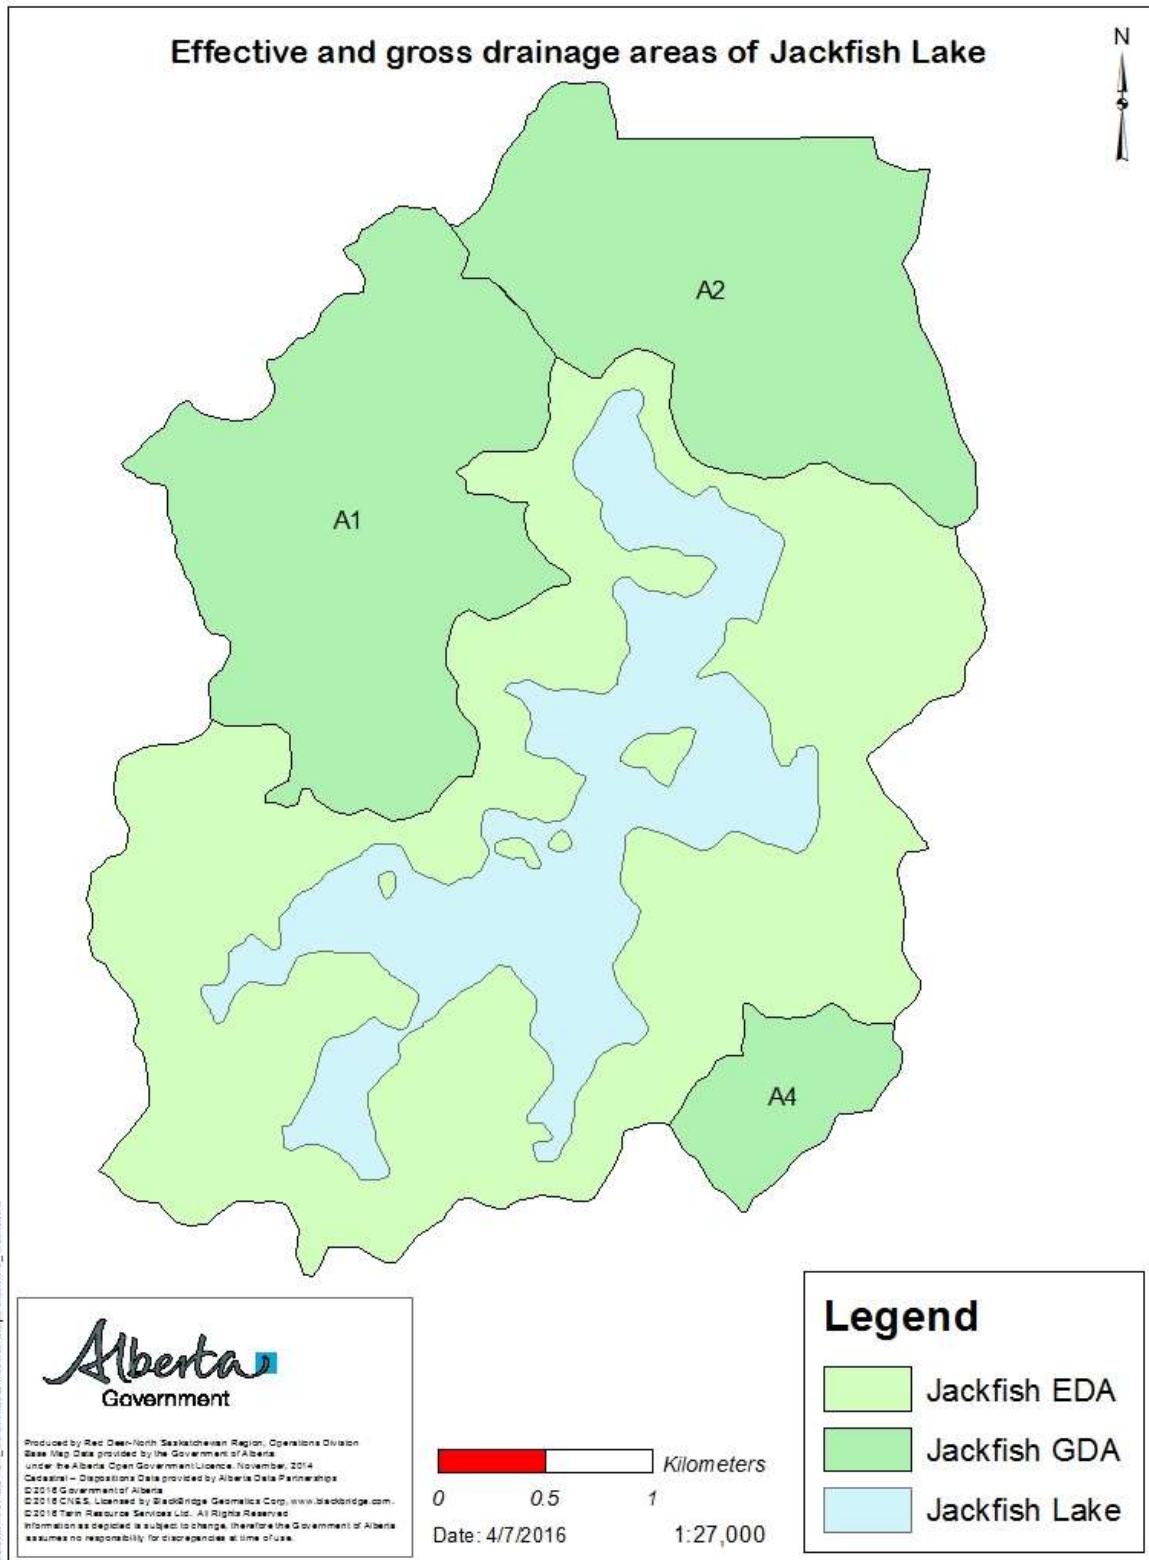 Effective and gross drainage areas of Jackfish Lake
N
A2
A1
A4
Alberta
Government
Produced by Red Deer-North Saskatchewan Region, Operations Division
Base Map Data provided by the Government of Alberta
under the Alberta Open Government Licence. November, 2014
Cadastral – Dispositions Data provided by Alberta Data Partnerships
©2016 Government of Alberta
©2016 CNES, Licensed by BlackBridge Geomatics Corp, www.blackbridge.com.
©2016 Tarin Resource Services Ltd. All Rights Reserved
Information as depicted is subject to change, therefore the Government of Alberta
assumes no responsibility for discrepancies at time of use.
Kilometers
0 0.5 1
Date: 4/7/2016 1:27,000
Legend
Jackfish EDA
Jackfish GDA
Jackfish Lake